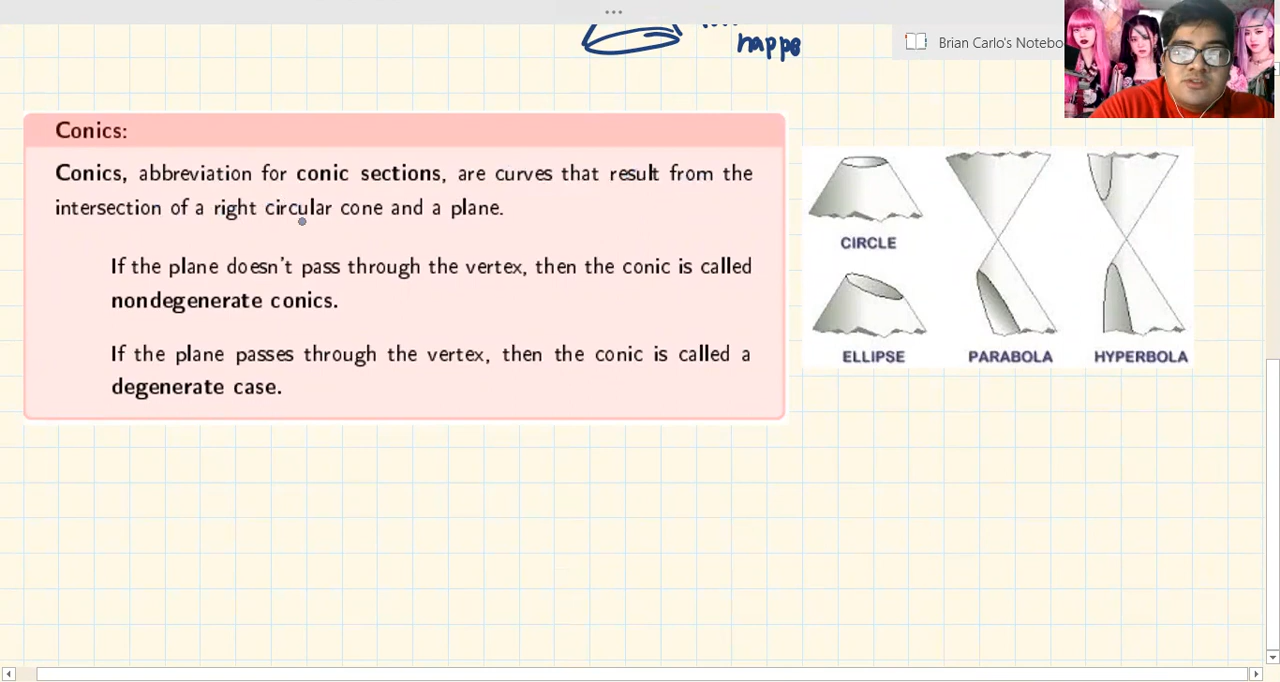 ...
happe
Brian Carlo's Notebo
Conics:
Conics, abbreviation for conic sections, are curves that result from the
intersection of a right circular cone and a plane.
If the plane doesn't pass through the vertex, then the conic is called
nondegenerate conics.
If the plane passes through the vertex, then the conic is called a
degenerate case.
CIRCLE
ELLIPSE PARABOLA HYPERBOLA